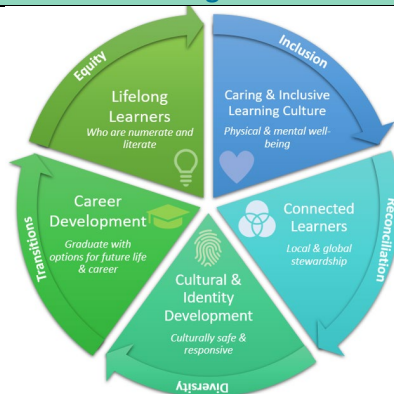 Equity
Lifelong
Learners
Who are numerate and
literate
Inclusion
Caring & Inclusive
Learning Culture
Physical & mental well-
being
Reconciliation
Connected
Learners
Local & global
stewardship
Diversity
Cultural &
Identity
Development
Culturally safe &
responsive
Transitions
Career
Development
Graduate with
options for future life
& career